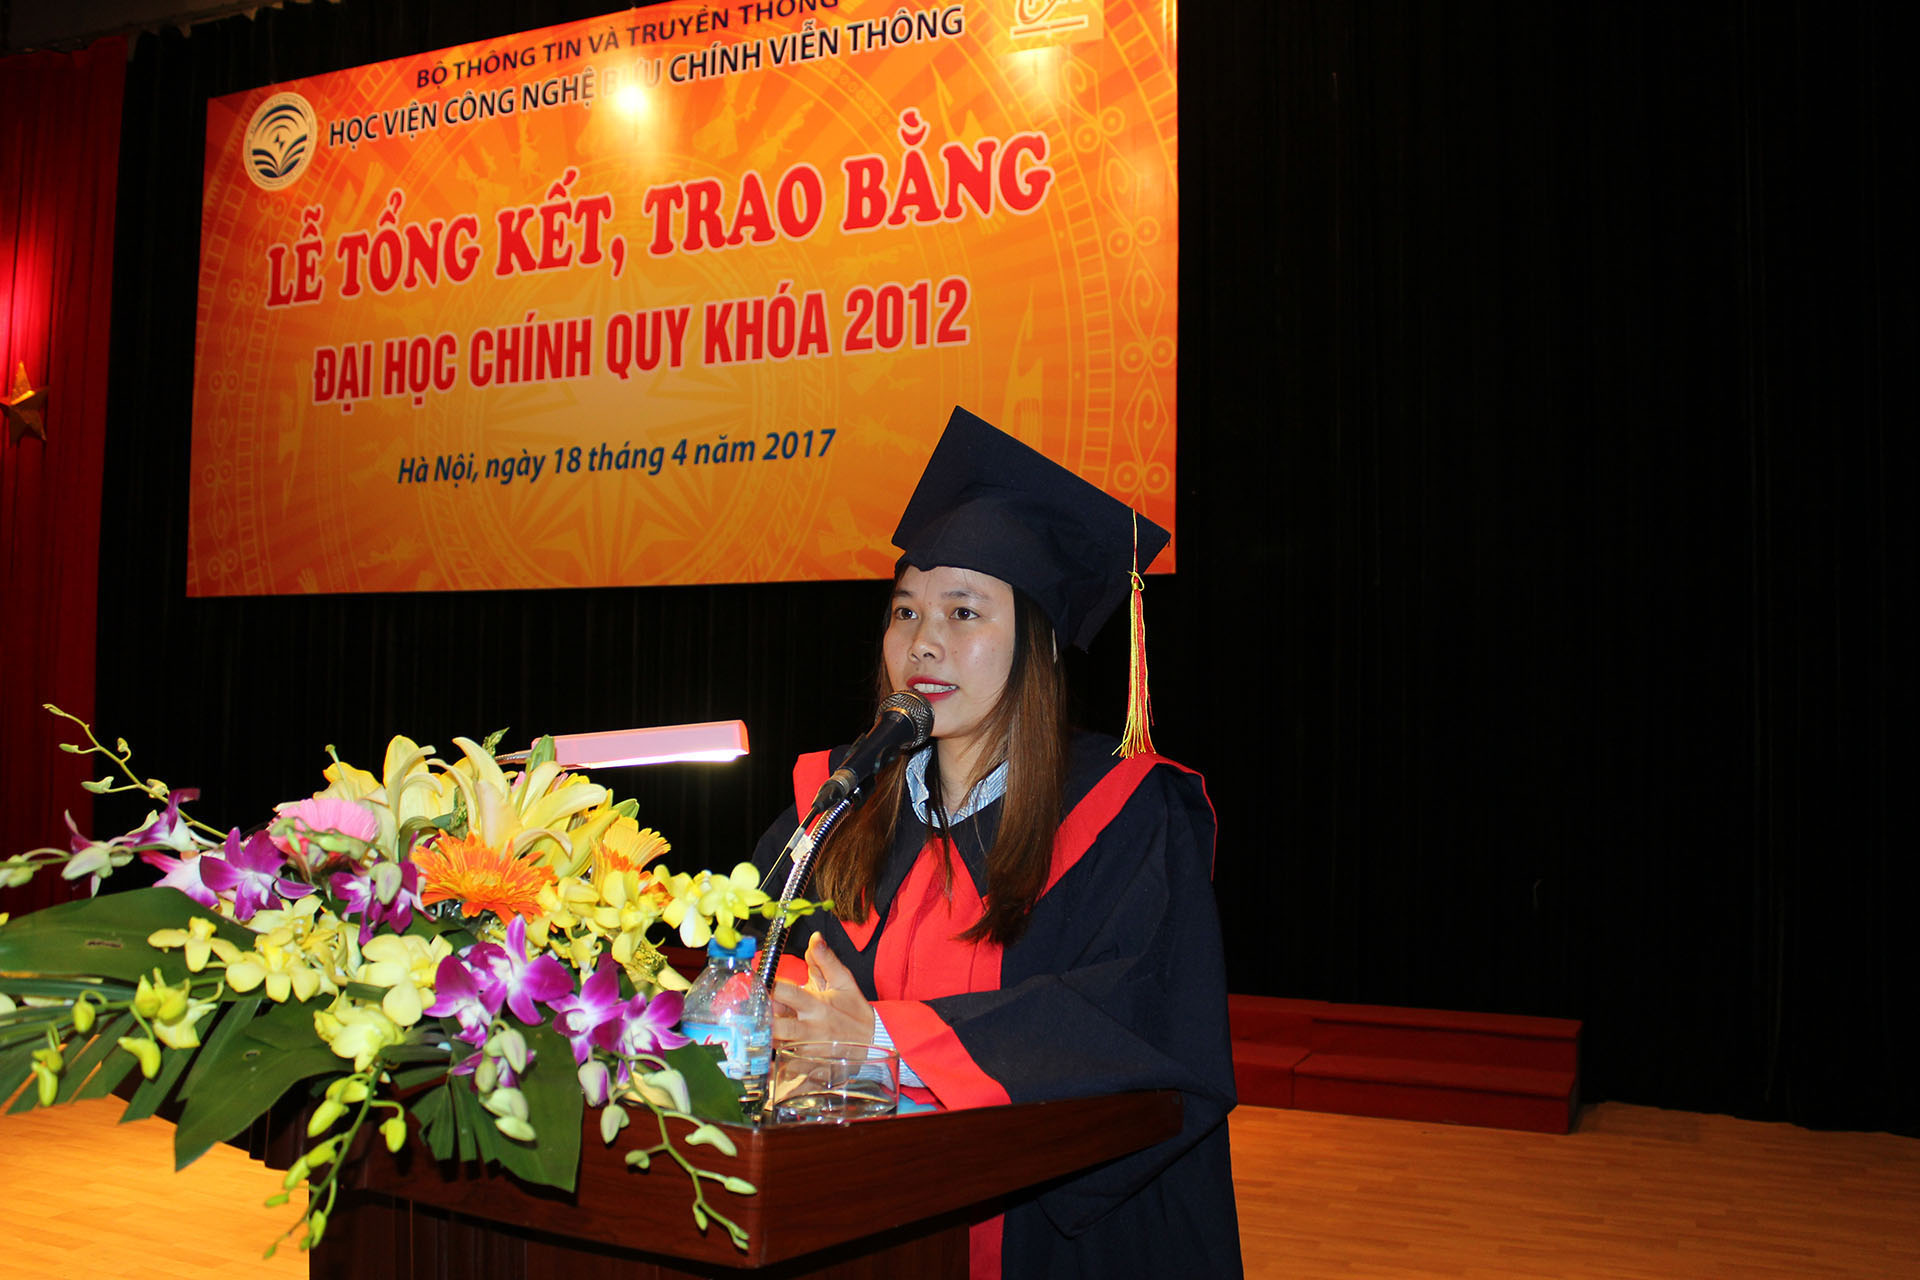 BỘ THÔNG TIN VÀ TRUYỀN THÔNG
HỌC VIỆN CÔNG NGHỆ BƯU CHÍNH VIỄN THÔNG
LỄ TỔNG KẾT, TRAO BẰNG
ĐẠI HỌC CHÍNH QUY KHÓA 2012
Hà Nội, ngày 18 tháng 4 năm 2017